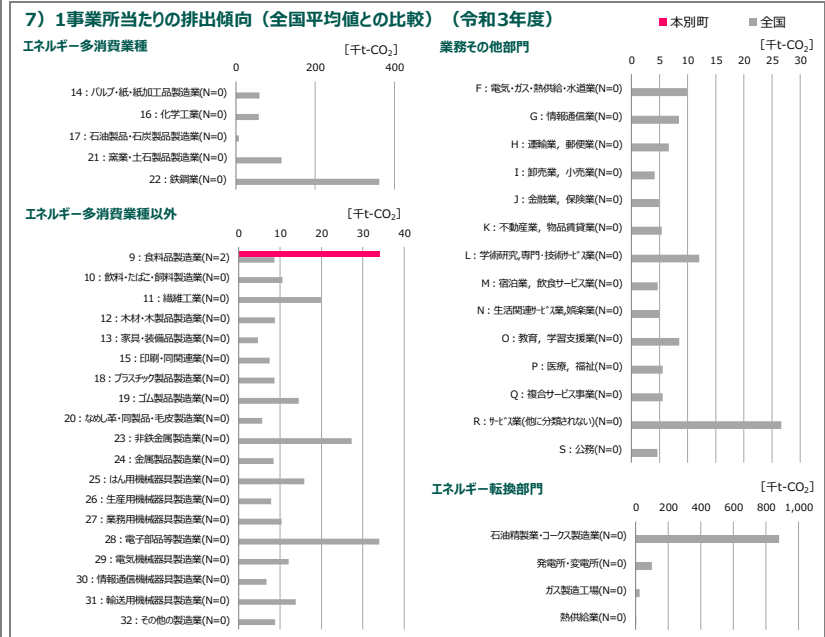 7）1事業所当たりの排出傾向（全国平均値との比較）（令和3年度）
■本別町 ■全国
エネルギー多消費業種
［千t-CO₂］
0 200 400
14：パルプ・紙・紙加工品製造業(N=0)
16：化学工業(N=0)
17：石油製品・石炭製品製造業(N=0)
21：窯業・土石製品製造業(N=0)
22：鉄鋼業(N=0)
エネルギー多消費業種以外
［千t-CO₂］
0 10 20 30 40
9：食料品製造業(N=2)
10：飲料・たばこ・飼料製造業(N=0)
11：繊維工業(N=0)
12：木材・木製品製造業(N=0)
13：家具・装備品製造業(N=0)
15：印刷・同関連業(N=0)
18：プラスチック製品製造業(N=0)
19：ゴム製品製造業(N=0)
20：なめし革・同製品・毛皮製造業(N=0)
23：非鉄金属製造業(N=0)
24：金属製品製造業(N=0)
25：はん用機械器具製造業(N=0)
26：生産用機械器具製造業(N=0)
27：業務用機械器具製造業(N=0)
28：電子部品等製造業(N=0)
29：電気機械器具製造業(N=0)
30：情報通信機械器具製造業(N=0)
31：輸送用機械器具製造業(N=0)
32：その他の製造業(N=0)
業務その他部門
［千t-CO₂］
0 5 10 15 20 25 30
F：電気・ガス・熱供給・水道業(N=0)
G：情報通信業(N=0)
H：運輸業，郵便業(N=0)
I：卸売業，小売業(N=0)
J：金融業，保険業(N=0)
K：不動産業，物品賃貸業(N=0)
L：学術研究,専門・技術ｻｰﾋﾞｽ業(N=0)
M：宿泊業，飲食サービス業(N=0)
N：生活関連ｻｰﾋﾞｽ業,娯楽業(N=0)
O：教育，学習支援業(N=0)
P：医療，福祉(N=0)
Q：複合サービス事業(N=0)
R：ｻｰﾋﾞｽ業(他に分類されない)(N=0)
S：公務(N=0)
エネルギー転換部門
［千t-CO₂］
0 200 400 600 800 1,000
石油精製業・コークス製造業(N=0)
発電所・変電所(N=0)
ガス製造工場(N=0)
熱供給業(N=0)